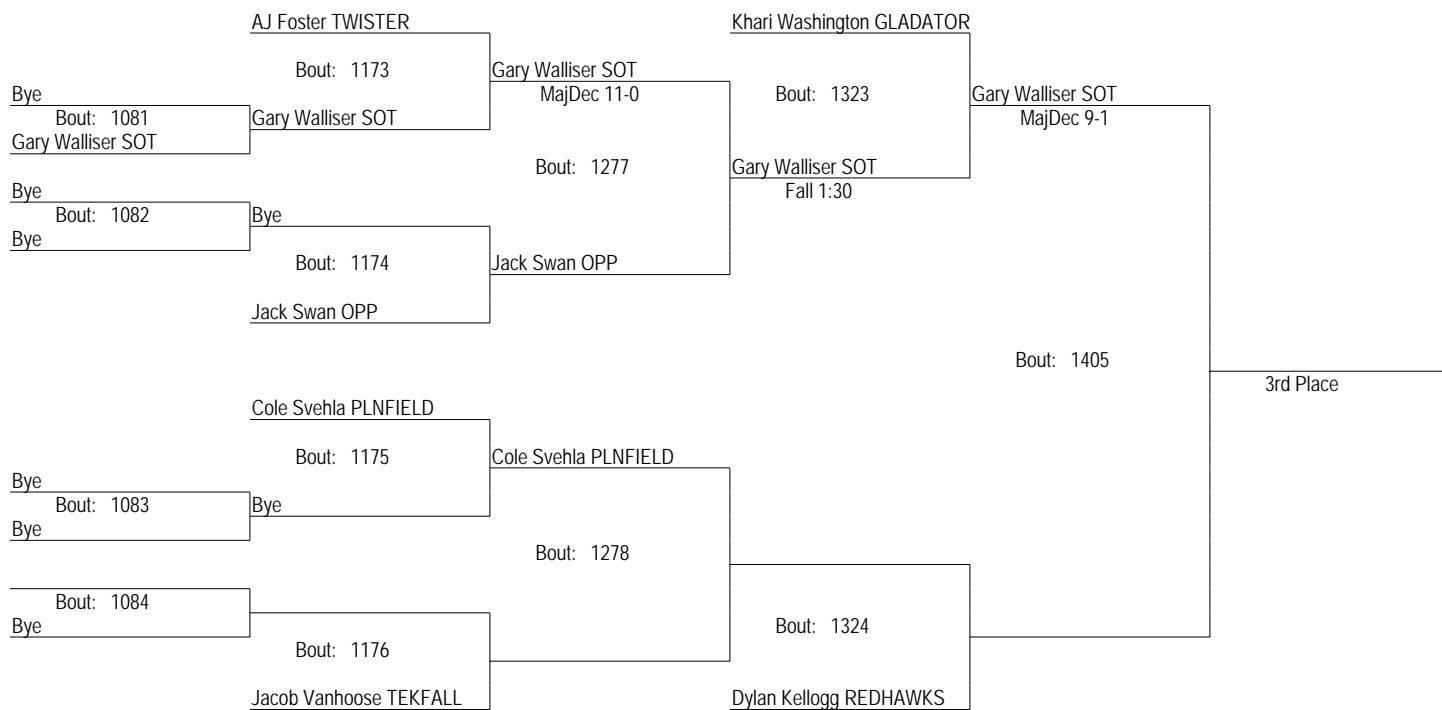 AJ Foster TWISTER
Khari Washington GLADATOR
Bout: 1173
Gary Walliser SOT
MajDec 11-0
Bye
Bout: 1081
Gary Walliser SOT
Gary Walliser SOT
Bout: 1323
Gary Walliser SOT
MajDec 9-1
Bout: 1277
Gary Walliser SOT
Fall 1:30
Bye
Bout: 1082
Bye
Bye
Bout: 1174
Jack Swan OPP
Jack Swan OPP
Bout: 1405
3rd Place
Cole Svehla PLNFIELD
Bout: 1175
Cole Svehla PLNFIELD
Bye
Bout: 1083
Bye
Bye
Bout: 1278
Bout: 1084
Bye
Bout: 1176
Jacob Vanhoose TEKFALL
Bout: 1324
Dylan Kellogg REDHAWKS